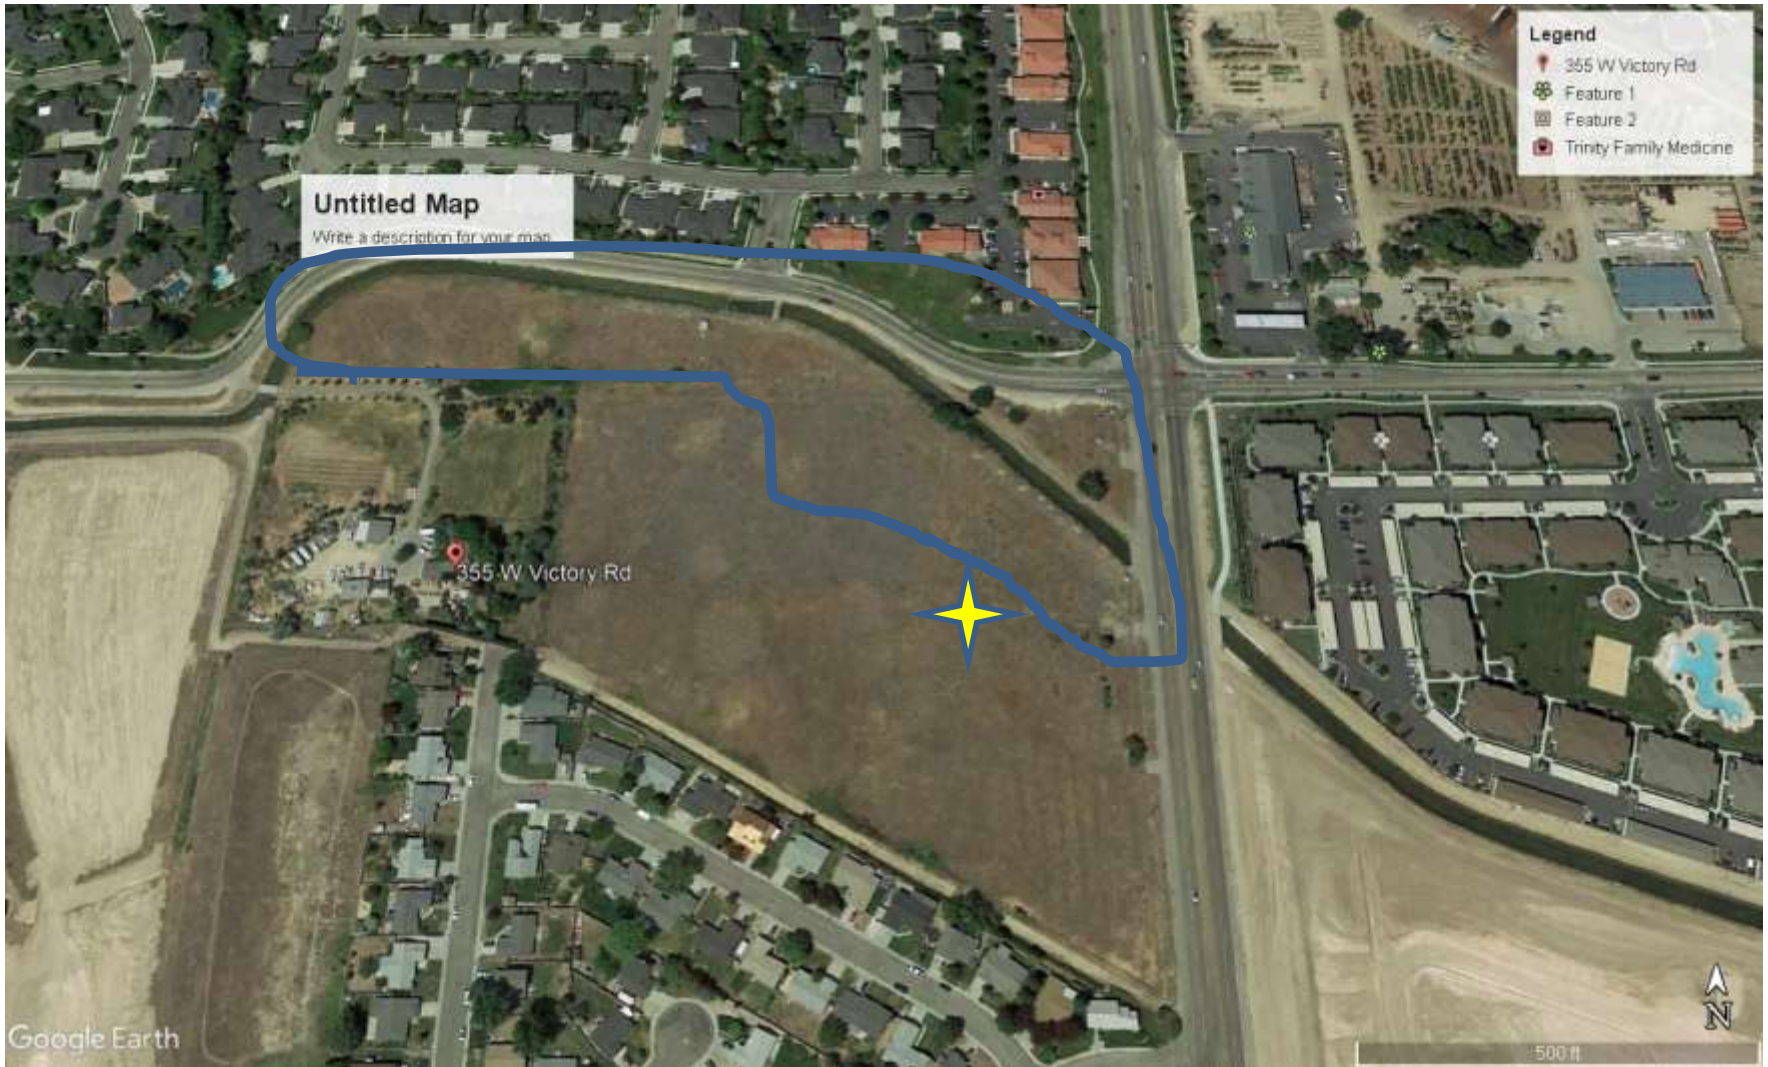 Legend
355 W Victory Rd
Feature 1
Feature 2
Trinity Family Medicine
Untitled Map
Write a description for your map.
355 W Victory Rd
N
Google Earth
500 ft